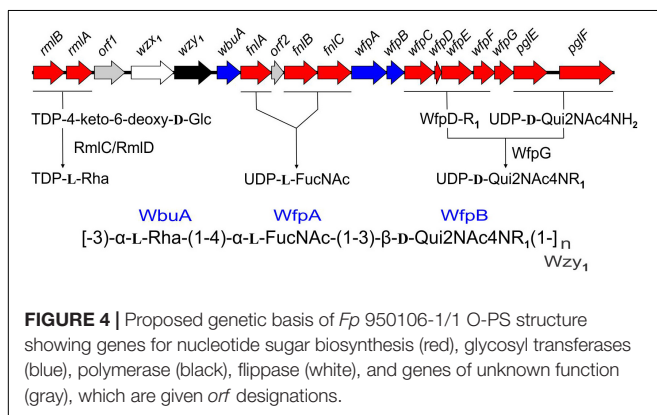 rmlB rmlA orf1 wzx₁ wzy₁ wbuA fnlA orf2 fnlB fnlC wfpA wfpB wfpC wfpD wfpE wfpF wfpG pglE pglF
TDP-4-keto-6-deoxy-D-Glc WfpD-R₁ UDP-D-Qui2NAc4NH₂
RmlC/RmlD WfpG
TDP-L-Rha UDP-L-FucNAc UDP-D-Qui2NAc4NR₁
WbuA WfpA WfpB
[-3)-α-L-Rha-(1-4)-α-L-FucNAc-(1-3)-β-D-Qui2NAc4NR₁(1-]n
Wzy₁
FIGURE 4 | Proposed genetic basis of Fp 950106-1/1 O-PS structure
showing genes for nucleotide sugar biosynthesis (red), glycosyl transferases
(blue), polymerase (black), flippase (white), and genes of unknown function
(gray), which are given orf designations.